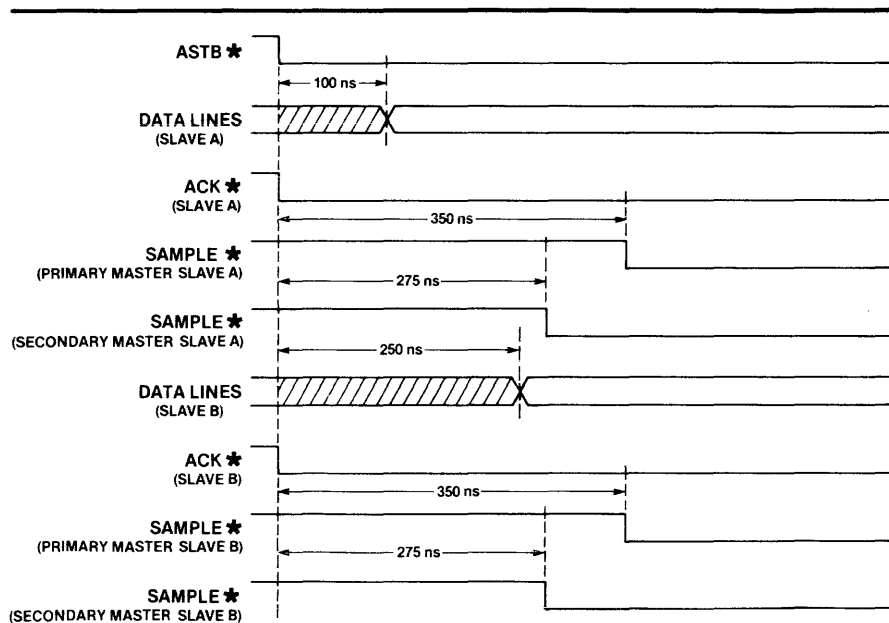 ASTB *
100 ns
DATA LINES
(SLAVE A)
ACK *
(SLAVE A)
350 ns
SAMPLE *
(PRIMARY MASTER SLAVE A)
275 ns
SAMPLE *
(SECONDARY MASTER SLAVE A)
250 ns
DATA LINES
(SLAVE B)
ACK *
(SLAVE B)
350 ns
SAMPLE *
(PRIMARY MASTER SLAVE B)
275 ns
SAMPLE *
(SECONDARY MASTER SLAVE B)